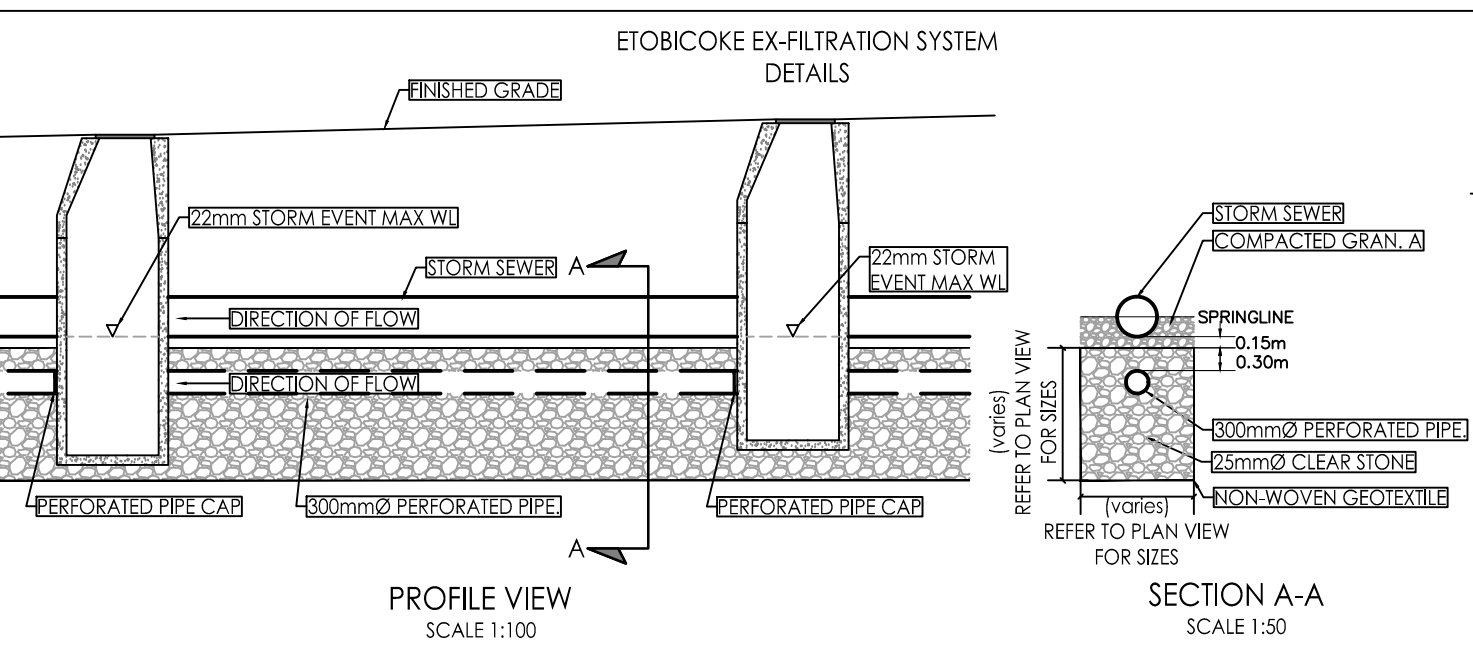 ETOBICOKE EX-FILTRATION SYSTEM
DETAILS
FINISHED GRADE
22mm STORM EVENT MAX WL
STORM SEWER
A
22mm STORM
EVENT MAX WL
DIRECTION OF FLOW
DIRECTION OF FLOW
PERFORATED PIPE CAP
300mmØ PERFORATED PIPE.
PERFORATED PIPE CAP
A
PROFILE VIEW
SCALE 1:100
STORM SEWER
COMPACTED GRAN. A
SPRINGLINE
0.15m
0.30m
(varies)
REFER TO PLAN VIEW
FOR SIZES
300mmØ PERFORATED PIPE.
25mmØ CLEAR STONE
NON-WOVEN GEOTEXTILE
(varies)
REFER TO PLAN VIEW
FOR SIZES
SECTION A-A
SCALE 1:50